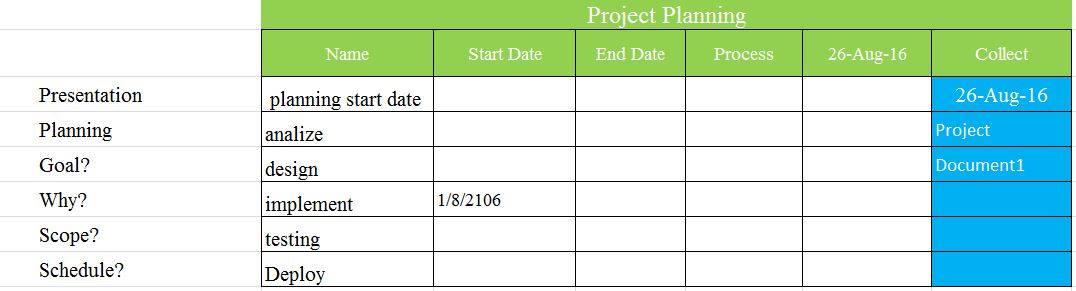 Project Planning
Name Start Date End Date Process 26-Aug-16 Collect
Presentation planning start date 26-Aug-16
Planning analize Project
Goal? design Document1
Why? implement 1/8/2106
Scope? testing
Schedule? Deploy